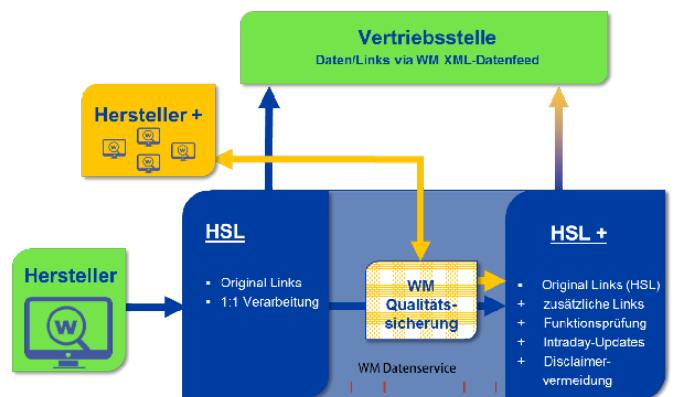 Vertriebsstelle
Daten/Links via WM XML-Datenfeed
Hersteller +
W
W
W
W
HSL
▪ Original Links
▪ 1:1 Verarbeitung
Hersteller
W
WM
Qualitäts-
sicherung
WM Datenservice
HSL +
▪ Original Links (HSL)
+ zusätzliche Links
+ Funktionsprüfung
+ Intraday-Updates
+ Disclaimer-
vermeidung